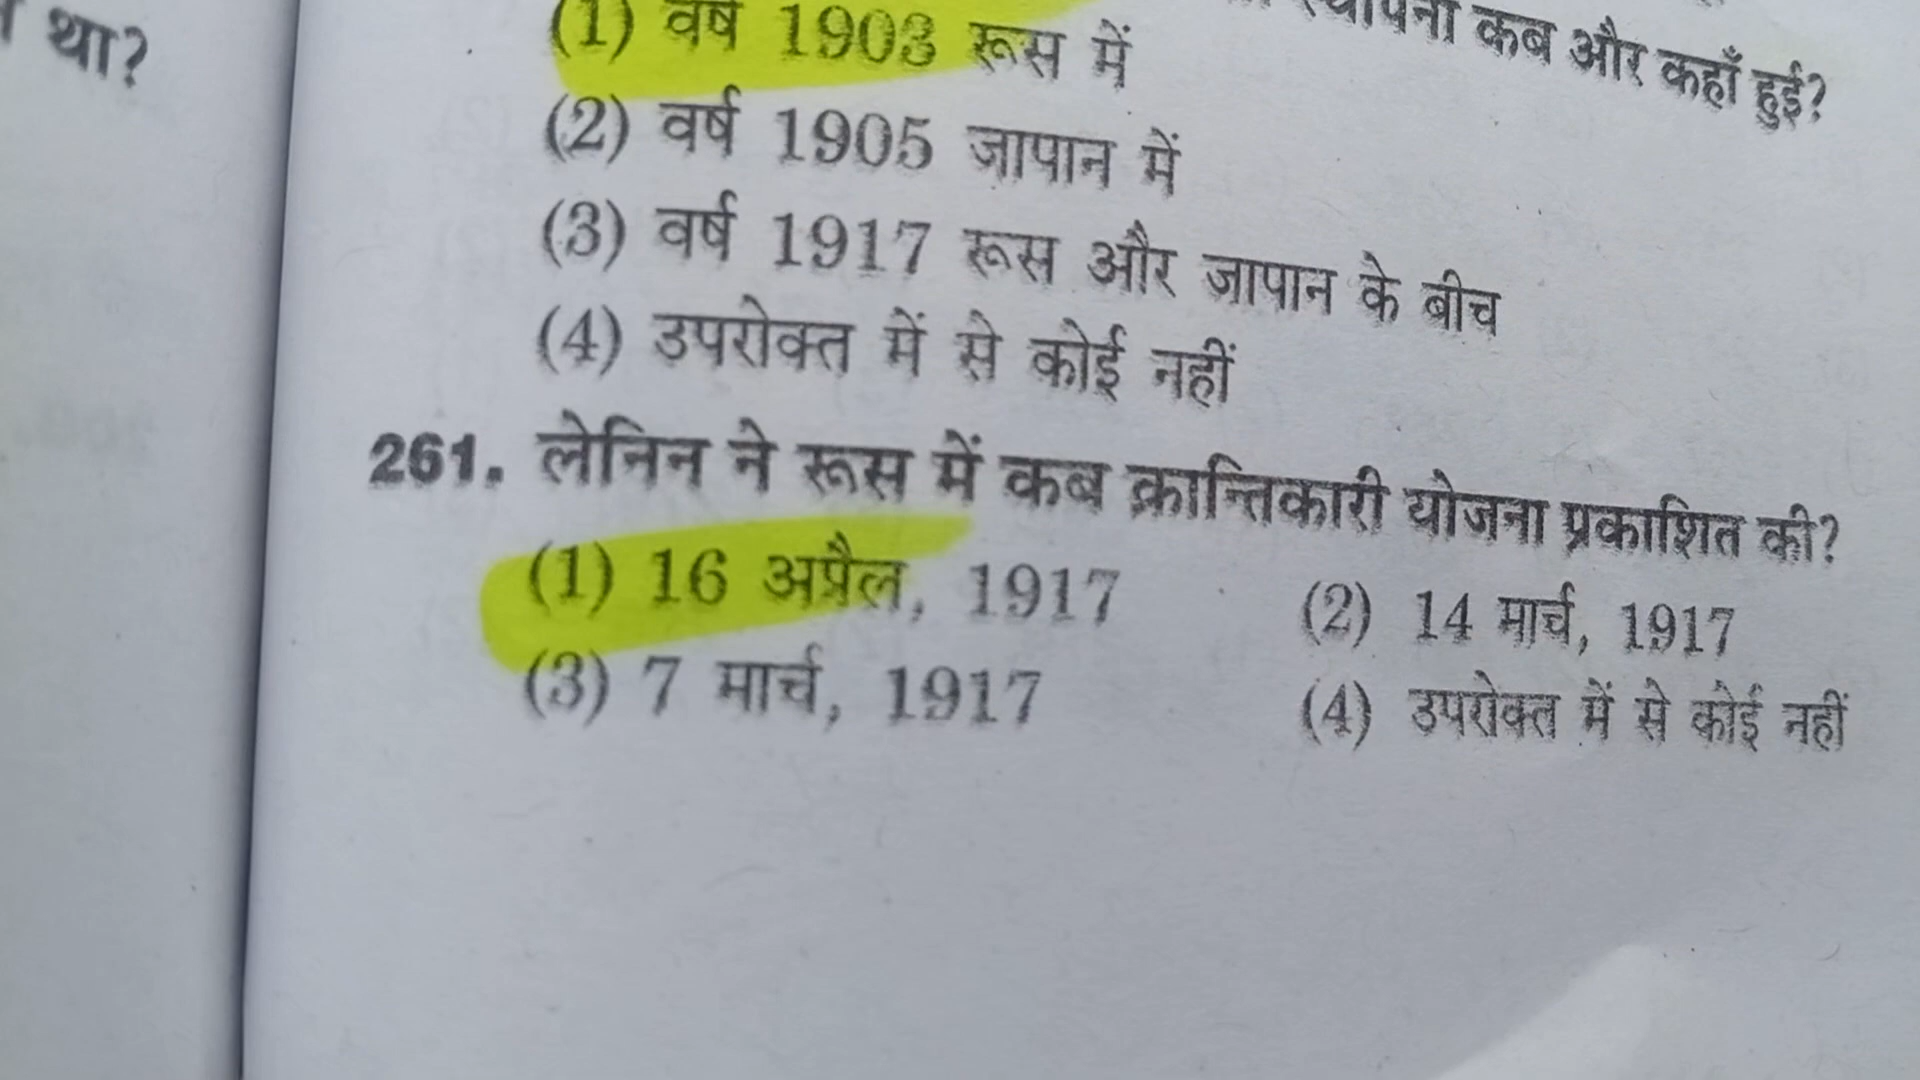 था?
स्थापना कब और कहाँ हुई?
(1) वर्ष 1903 रूस में
(2) वर्ष 1905 जापान में
(3) वर्ष 1917 रूस और जापान के बीच
(4) उपरोक्त में से कोई नहीं
261. लेनिन ने रूस में कब क्रान्तिकारी योजना प्रकाशित की?
(1) 16 अप्रैल, 1917 (2) 14 मार्च, 1917
(3) 7 मार्च, 1917 (4) उपरोक्त में से कोई नहीं